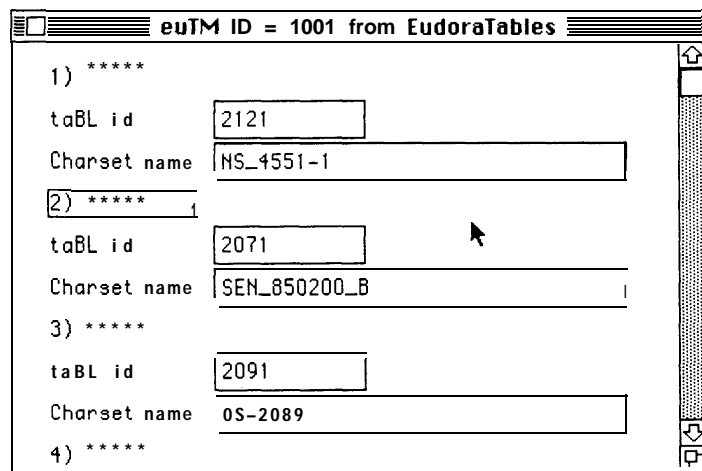 euTM ID = 1001 from EudoraTables
1) *****
taBL id 2121
Charset name NS_4551-1
2) *****
taBL id 2071
Charset name SEN_850200_B
3) *****
taBL id 2091
Charset name OS-2089
4) *****